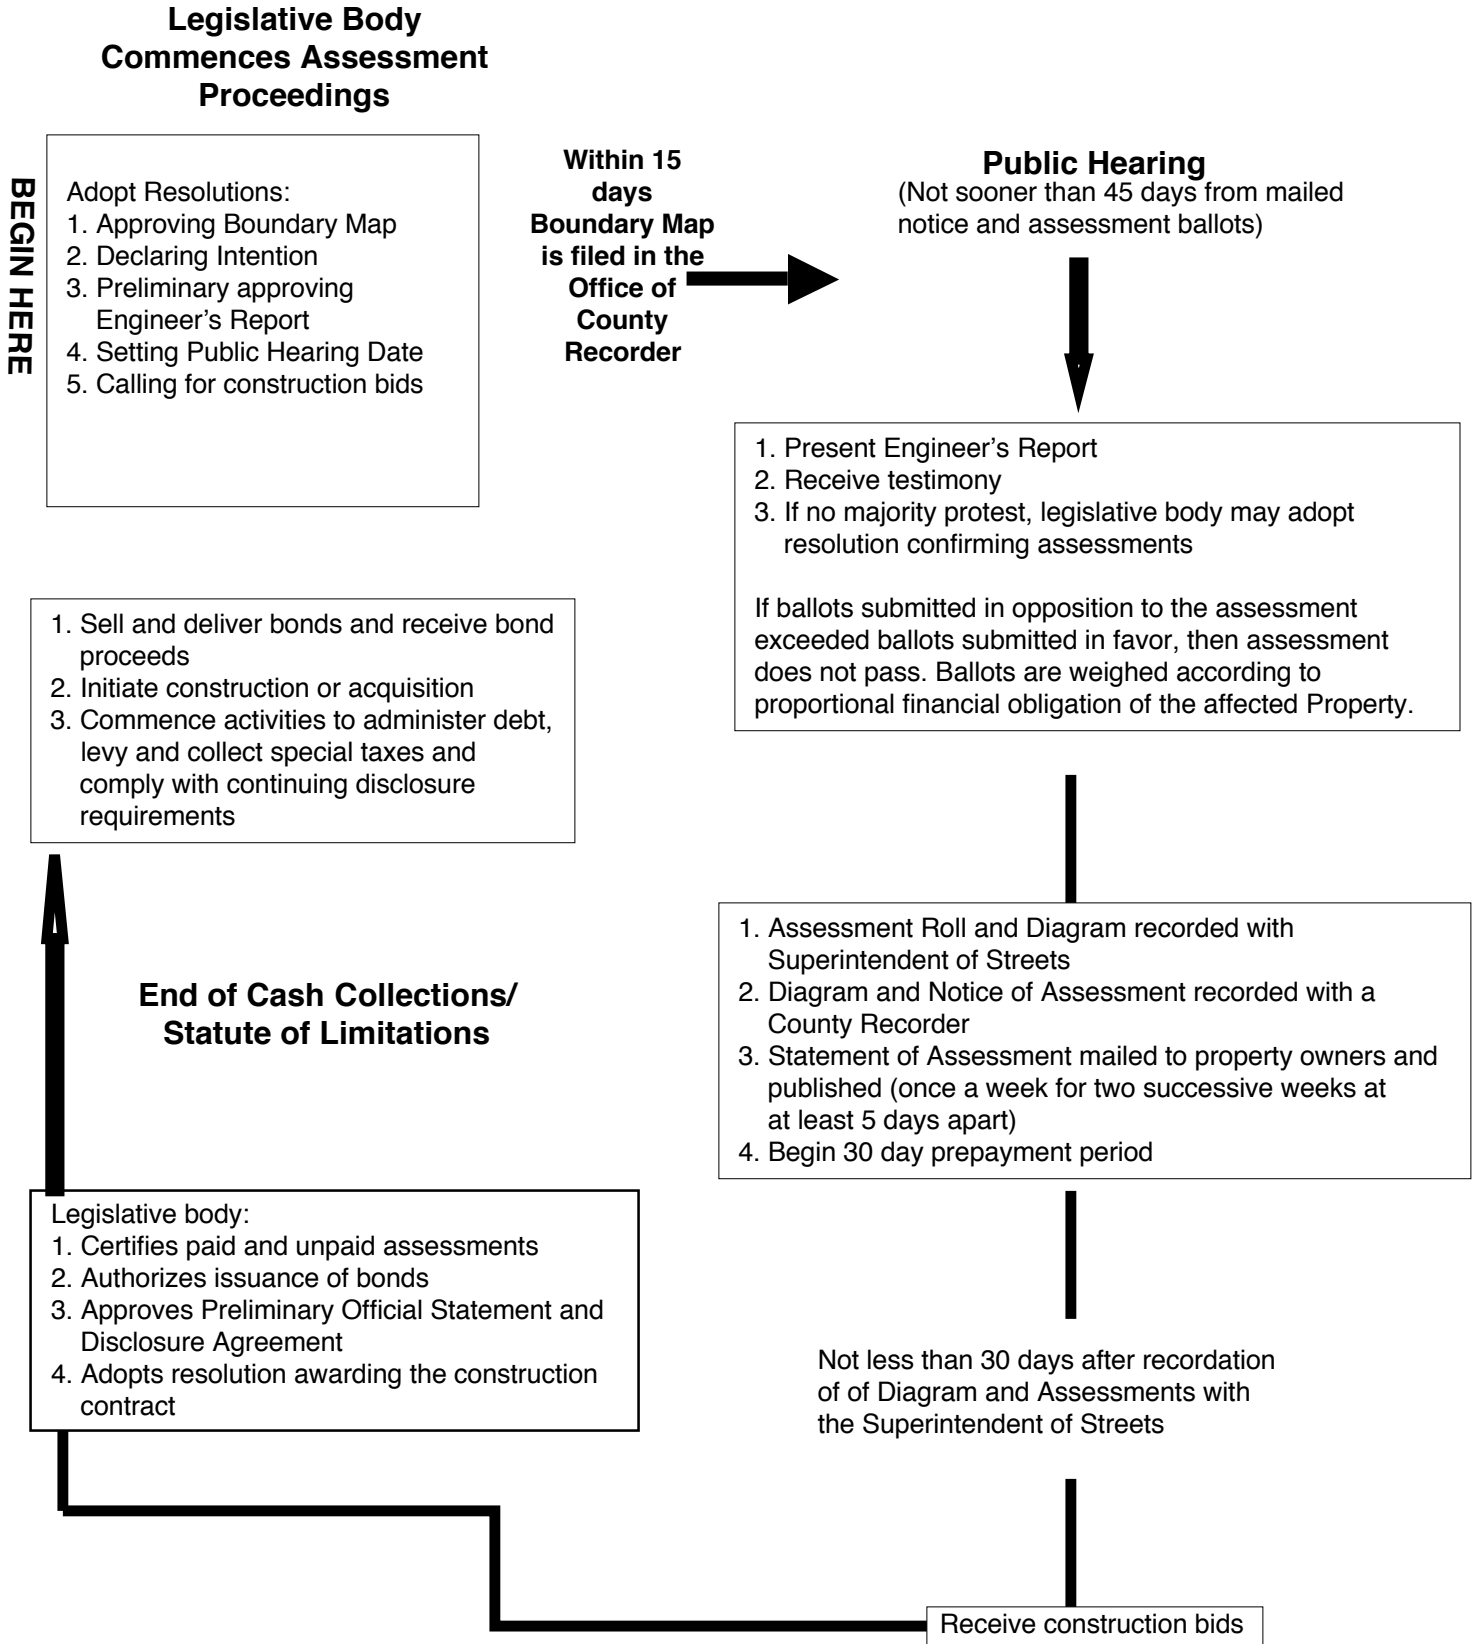 Legislative Body
Commences Assessment
Proceedings
BEGIN HERE
Adopt Resolutions:
1. Approving Boundary Map
2. Declaring Intention
3. Preliminary approving
Engineer’s Report
4. Setting Public Hearing Date
5. Calling for construction bids
Within 15
days
Boundary Map
is filed in the
Office of
County
Recorder
Public Hearing
(Not sooner than 45 days from mailed
notice and assessment ballots)
1. Present Engineer’s Report
2. Receive testimony
3. If no majority protest, legislative body may adopt
resolution confirming assessments
If ballots submitted in opposition to the assessment
exceeded ballots submitted in favor, then assessment
does not pass. Ballots are weighed according to
proportional financial obligation of the affected Property.
1. Assessment Roll and Diagram recorded with
Superintendent of Streets
2. Diagram and Notice of Assessment recorded with a
County Recorder
3. Statement of Assessment mailed to property owners and
published (once a week for two successive weeks at
at least 5 days apart)
4. Begin 30 day prepayment period
Not less than 30 days after recordation
of of Diagram and Assessments with
the Superintendent of Streets
Receive construction bids
Legislative body:
1. Certifies paid and unpaid assessments
2. Authorizes issuance of bonds
3. Approves Preliminary Official Statement and
Disclosure Agreement
4. Adopts resolution awarding the construction
contract
End of Cash Collections/
Statute of Limitations
1. Sell and deliver bonds and receive bond
proceeds
2. Initiate construction or acquisition
3. Commence activities to administer debt,
levy and collect special taxes and
comply with continuing disclosure
requirements